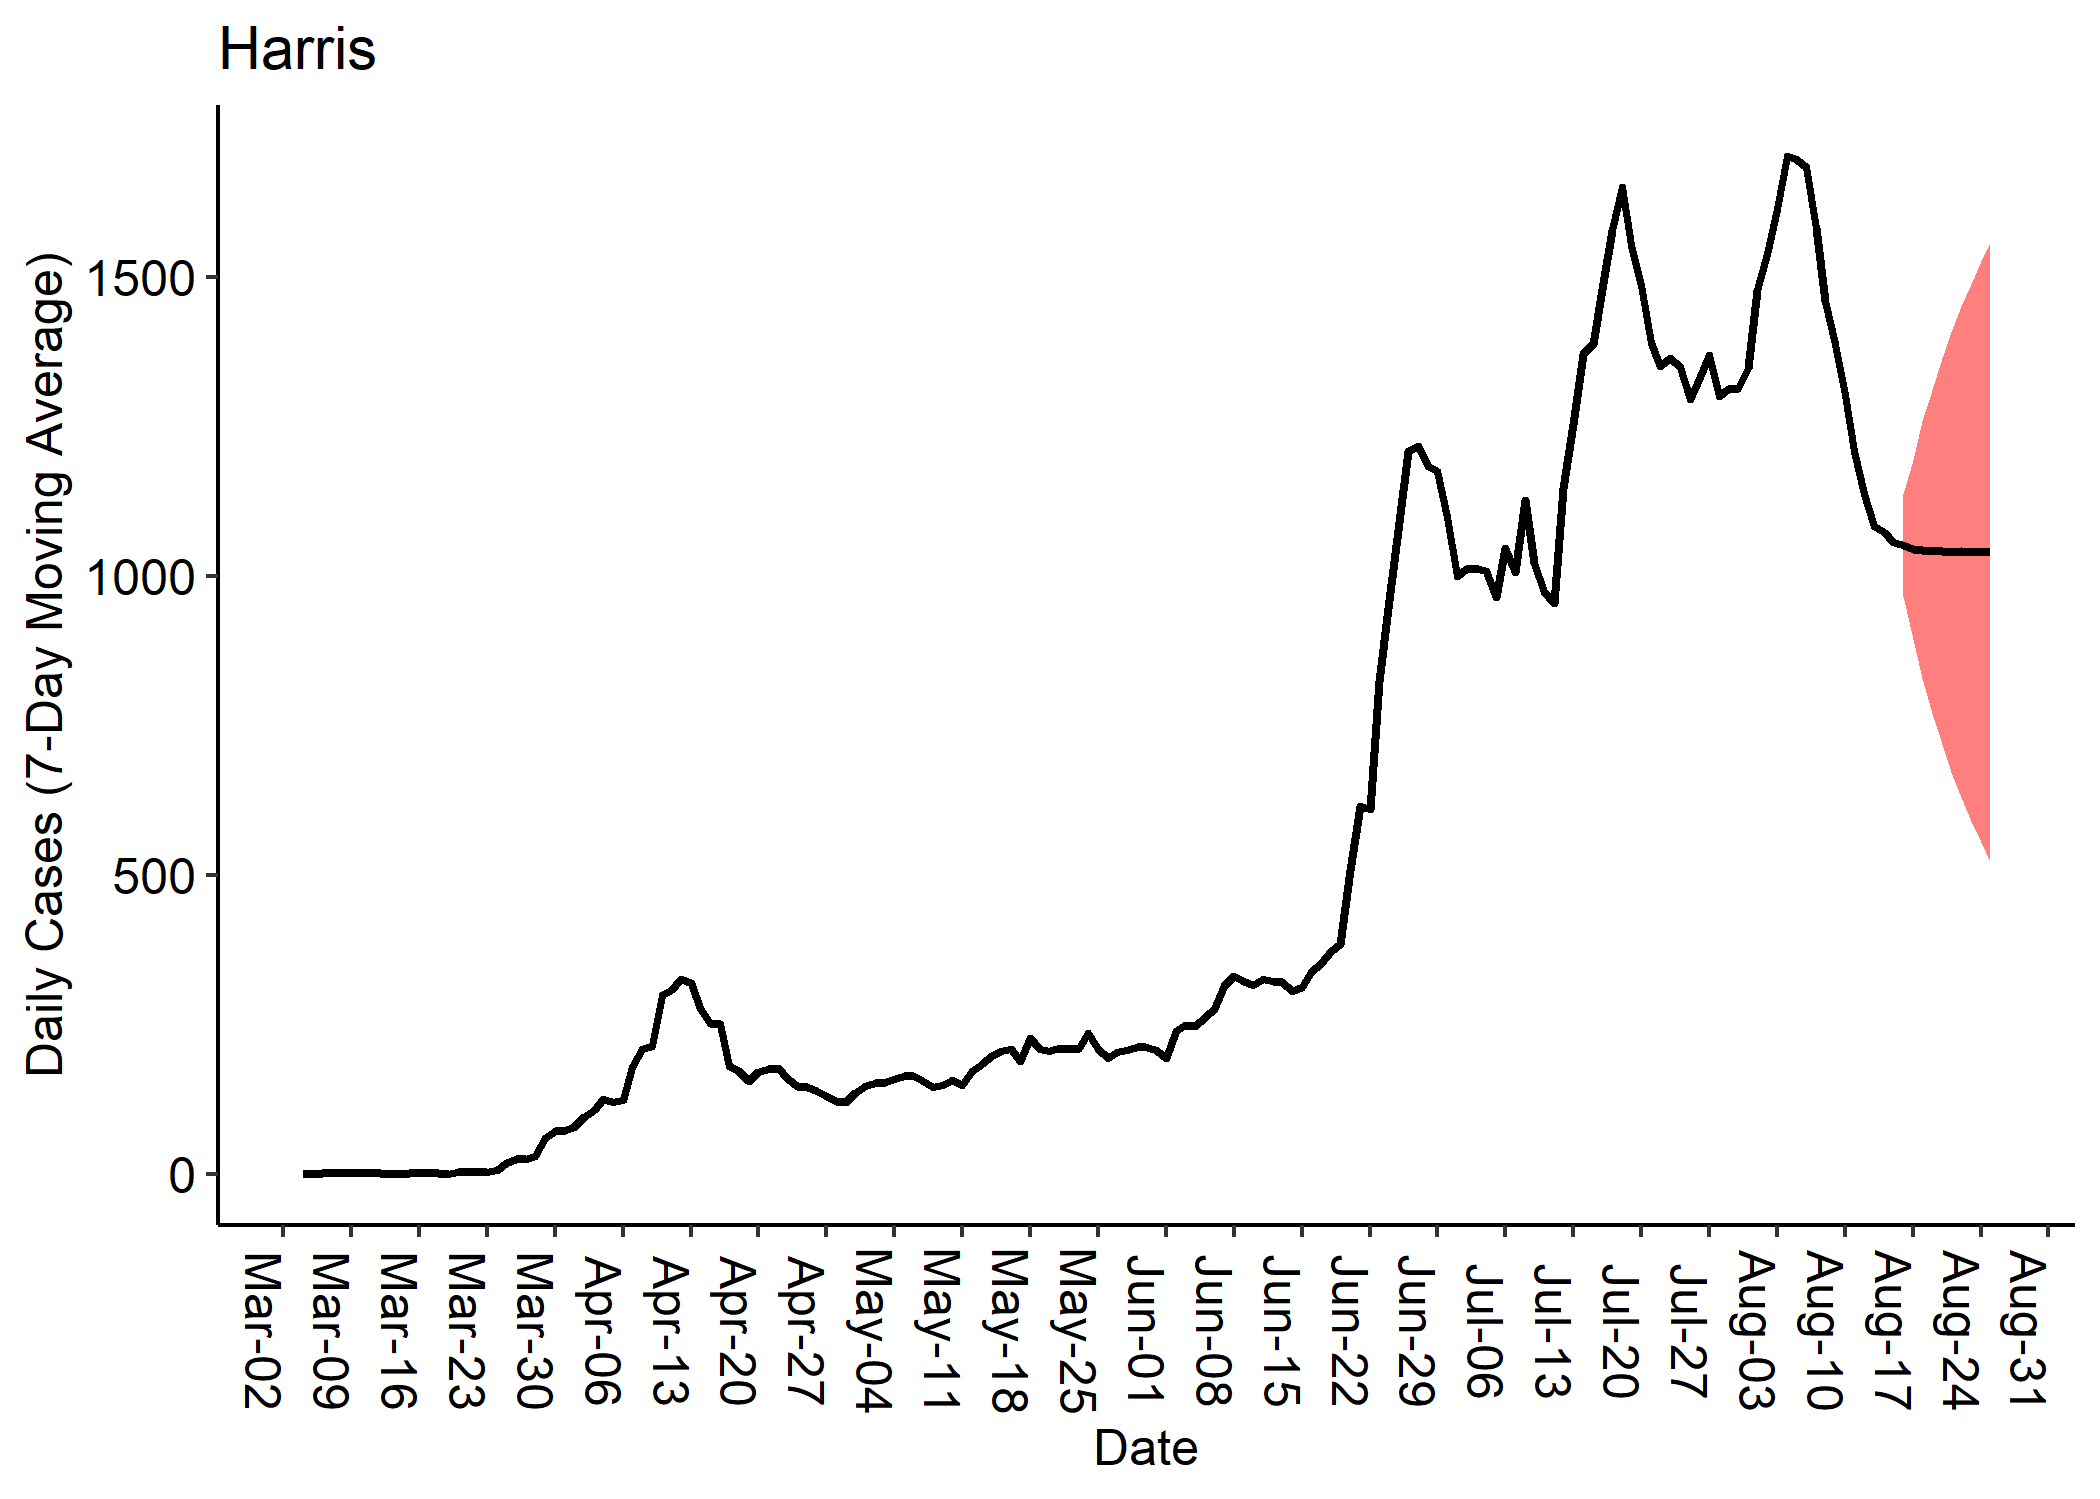 Harris
Daily Cases (7-Day Moving Average)
1500
1000
500
0
Mar-02
Mar-09
Mar-16
Mar-23
Mar-30
Apr-06
Apr-13
Apr-20
Apr-27
May-04
May-11
May-18
May-25
Jun-01
Jun-08
Jun-15
Jun-22
Jun-29
Jul-06
Jul-13
Jul-20
Jul-27
Aug-03
Aug-10
Aug-17
Aug-24
Aug-31
Date